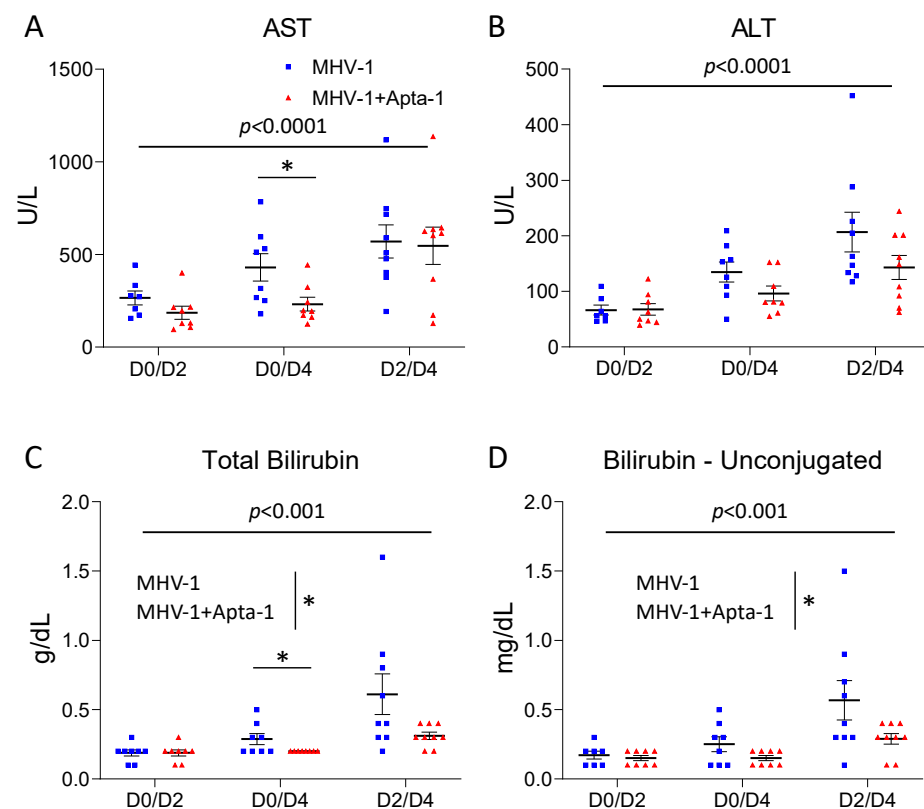 A
AST
1500
1000
500
0
U/L
MHV-1
MHV-1+Apta-1
p<0.0001
*
D0/D2
D0/D4
D2/D4
B
ALT
500
400
300
200
100
0
U/L
p<0.0001
D0/D2
D0/D4
D2/D4
C
Total Bilirubin
2.0
1.5
1.0
0.5
0.0
g/dL
p<0.001
MHV-1
MHV-1+Apta-1
*
*
D0/D2
D0/D4
D2/D4
D
Bilirubin - Unconjugated
2.0
1.5
1.0
0.5
0.0
mg/dL
p<0.0001
MHV-1
MHV-1+Apta-1
*
D0/D2
D0/D4
D2/D4